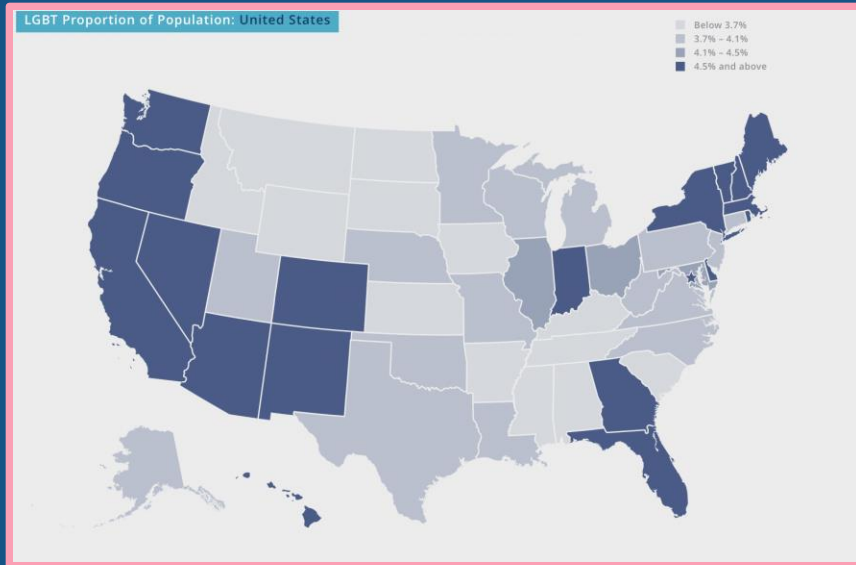 LGBT Proportion of Population: United States
Below 3.7%
3.7% – 4.1%
4.1% – 4.5%
4.5% and above